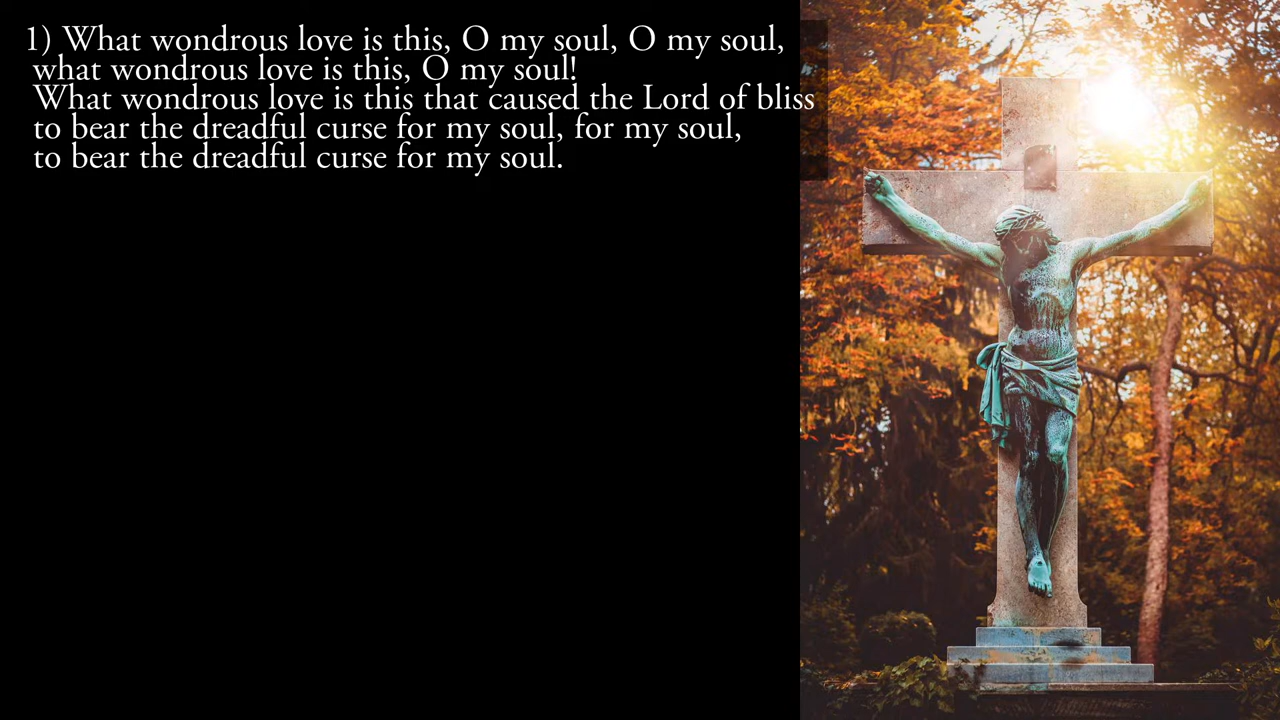 1) What wondrous love is this, O my soul, O my soul,
what wondrous love is this, O my soul!
What wondrous love is this that caused the Lord of bliss
to bear the dreadful curse for my soul, for my soul,
to bear the dreadful curse for my soul.